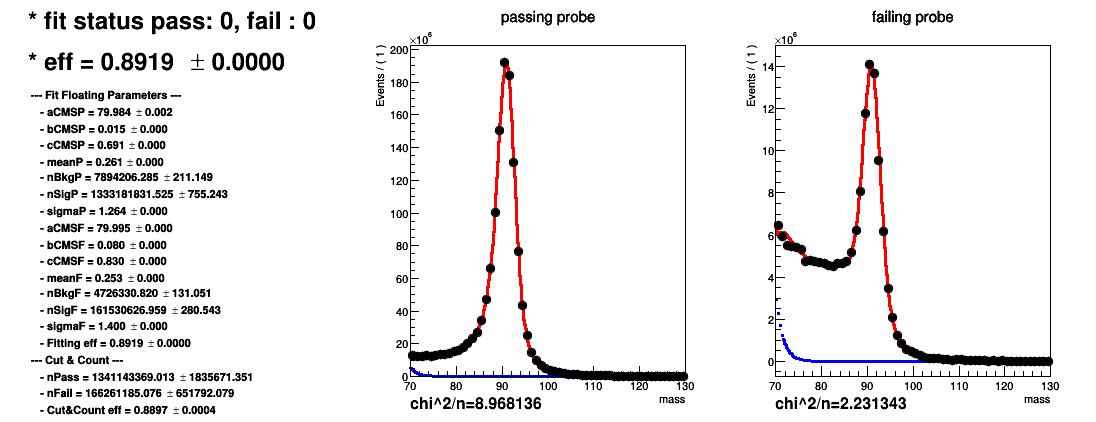 * fit status pass: 0, fail : 0
* eff = 0.8919 ± 0.0000
--- Fit Floating Parameters ---
- aCMSP = 79.984 ± 0.002
- bCMSP = 0.015 ± 0.000
- cCMSP = 0.691 ± 0.000
- meanP = 0.261 ± 0.000
- nBkgP = 7894206.285 ± 211.149
- nSigP = 1333181831.525 ± 755.243
- sigmaP = 1.264 ± 0.000
- aCMSF = 79.995 ± 0.000
- bCMSF = 0.080 ± 0.000
- cCMSF = 0.830 ± 0.000
- meanF = 0.253 ± 0.000
- nBkgF = 4726330.820 ± 131.051
- nSigF = 161530626.959 ± 280.543
- sigmaF = 1.400 ± 0.000
- Fitting eff = 0.8919 ± 0.0000
--- Cut & Count ---
- nPass = 1341143369.013 ± 1835671.351
- nFail = 166261185.076 ± 651792.079
- Cut&Count eff = 0.8897 ± 0.0004
passing probe
×10⁶
Events / ( 1 )
200
180
160
140
120
100
80
60
40
20
0
70 80 90 100 110 120 130
mass
chi^2/n=8.968136
failing probe
×10⁶
Events / ( 1 )
14
12
10
8
6
4
2
0
70 80 90 100 110 120 130
mass
chi^2/n=2.231343